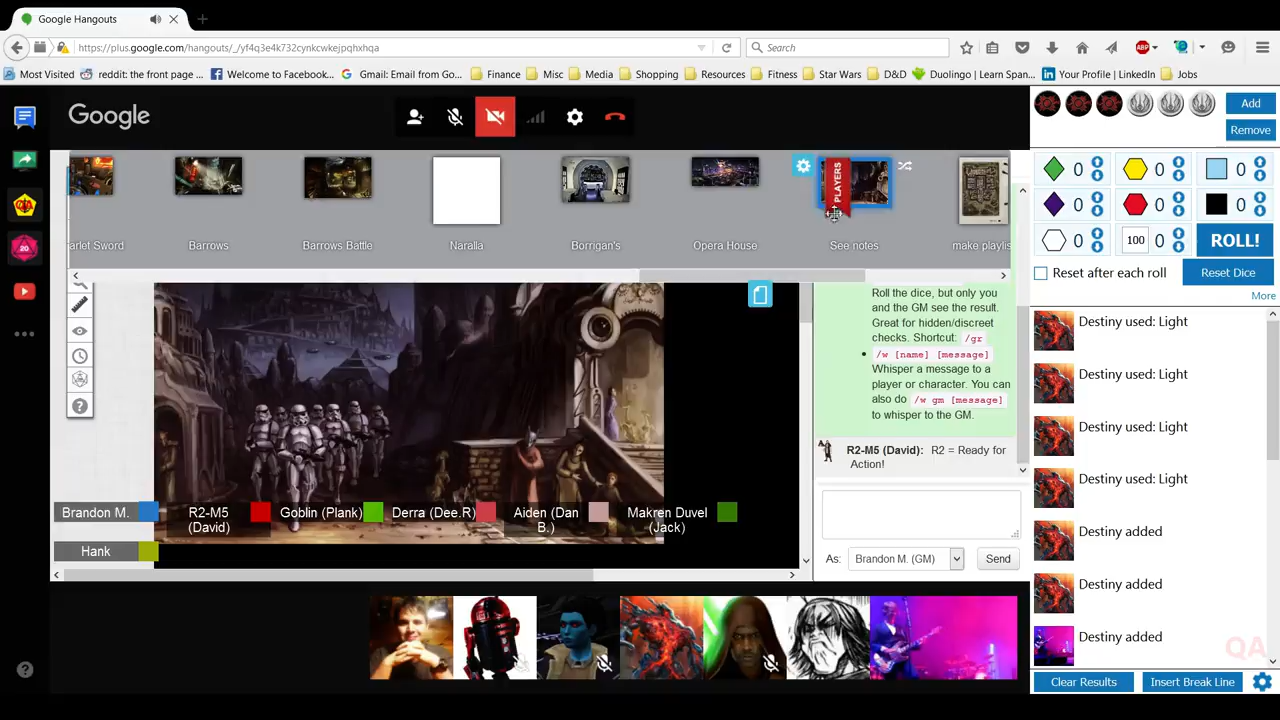 Google Hangouts
https://plus.google.com/hangouts/_/yf4q3e4k732cynkcwkejpqhxhqa
Search
ABP
Most Visited reddit: the front page ... Welcome to Facebook... Gmail: Email from Go... Finance Misc Media Shopping Resources Fitness Star Wars D&D Duolingo | Learn Span... Your Profile | LinkedIn Jobs
Google
Add
Remove
PLAYERS
0 0 0
0 0 0
0 100 0 ROLL!
arlet Sword Barrows Barrows Battle Naralla Borrigan's Opera House See notes make playlis
Reset after each roll Reset Dice
More
20
Roll the dice, but only you
and the GM see the result.
Great for hidden/discreet
checks. Shortcut: /gr
/w [name] [message]
Whisper a message to a
player or character. You can
also do /w gm [message]
to whisper to the GM.
R2-M5 (David): R2 = Ready for
Action!
As: Brandon M. (GM) Send
Brandon M. R2-M5 (David) Goblin (Plank) Derra (Dee.R) Aiden (Dan B.) Makren Duvel (Jack)
Hank
Destiny used: Light
Destiny used: Light
Destiny used: Light
Destiny used: Light
Destiny added
Destiny added
Destiny added
QA
Clear Results Insert Break Line